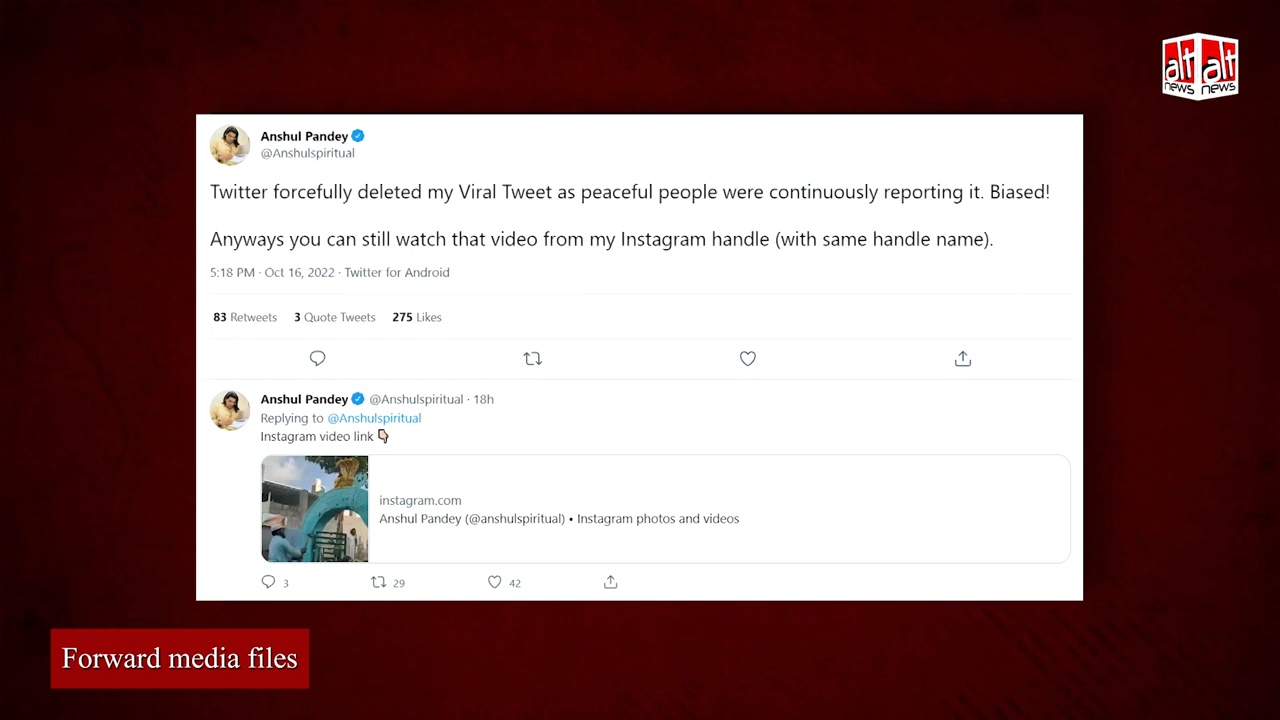 alt alt
news news
Anshul Pandey
@Anshulspiritual
Twitter forcefully deleted my Viral Tweet as peaceful people were continuously reporting it. Biased!
Anyways you can still watch that video from my Instagram handle (with same handle name).
5:18 PM · Oct 16, 2022 · Twitter for Android
83 Retweets 3 Quote Tweets 275 Likes
Anshul Pandey @Anshulspiritual · 18h
Replying to @Anshulspiritual
Instagram video link
instagram.com
Anshul Pandey (@anshulspiritual) • Instagram photos and videos
3 29 42
Forward media files